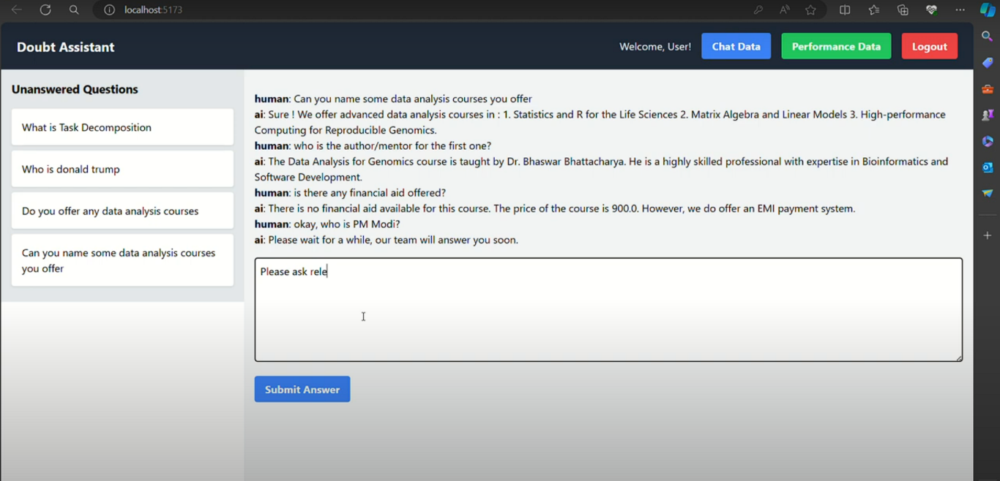 localhost:5173
Doubt Assistant
Welcome, User!
Chat Data
Performance Data
Logout
Unanswered Questions
What is Task Decomposition
Who is donald trump
Do you offer any data analysis courses
Can you name some data analysis courses
you offer
human: Can you name some data analysis courses you offer
ai: Sure ! We offer advanced data analysis courses in : 1. Statistics and R for the Life Sciences 2. Matrix Algebra and Linear Models 3. High-performance
Computing for Reproducible Genomics.
human: who is the author/mentor for the first one?
ai: The Data Analysis for Genomics course is taught by Dr. Bhaswar Bhattacharya. He is a highly skilled professional with expertise in Bioinformatics and
Software Development.
human: is there any financial aid offered?
ai: There is no financial aid available for this course. The price of the course is 900.0. However, we do offer an EMI payment system.
human: okay, who is PM Modi?
ai: Please wait for a while, our team will answer you soon.
Please ask rele
Submit Answer